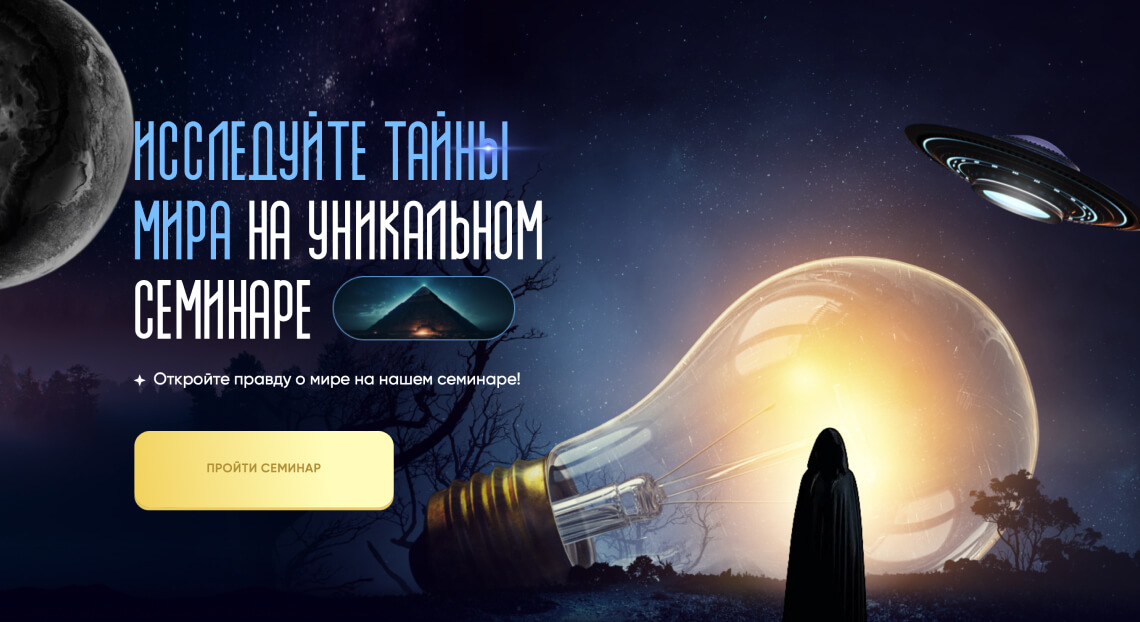 ИССЛЕДУЙТЕ ТАЙНЫ
МИРА НА УНИКАЛЬНОМ
СЕМИНАРЕ
Откройте правду о мире на нашем семинаре!
ПРОЙТИ СЕМИНАР